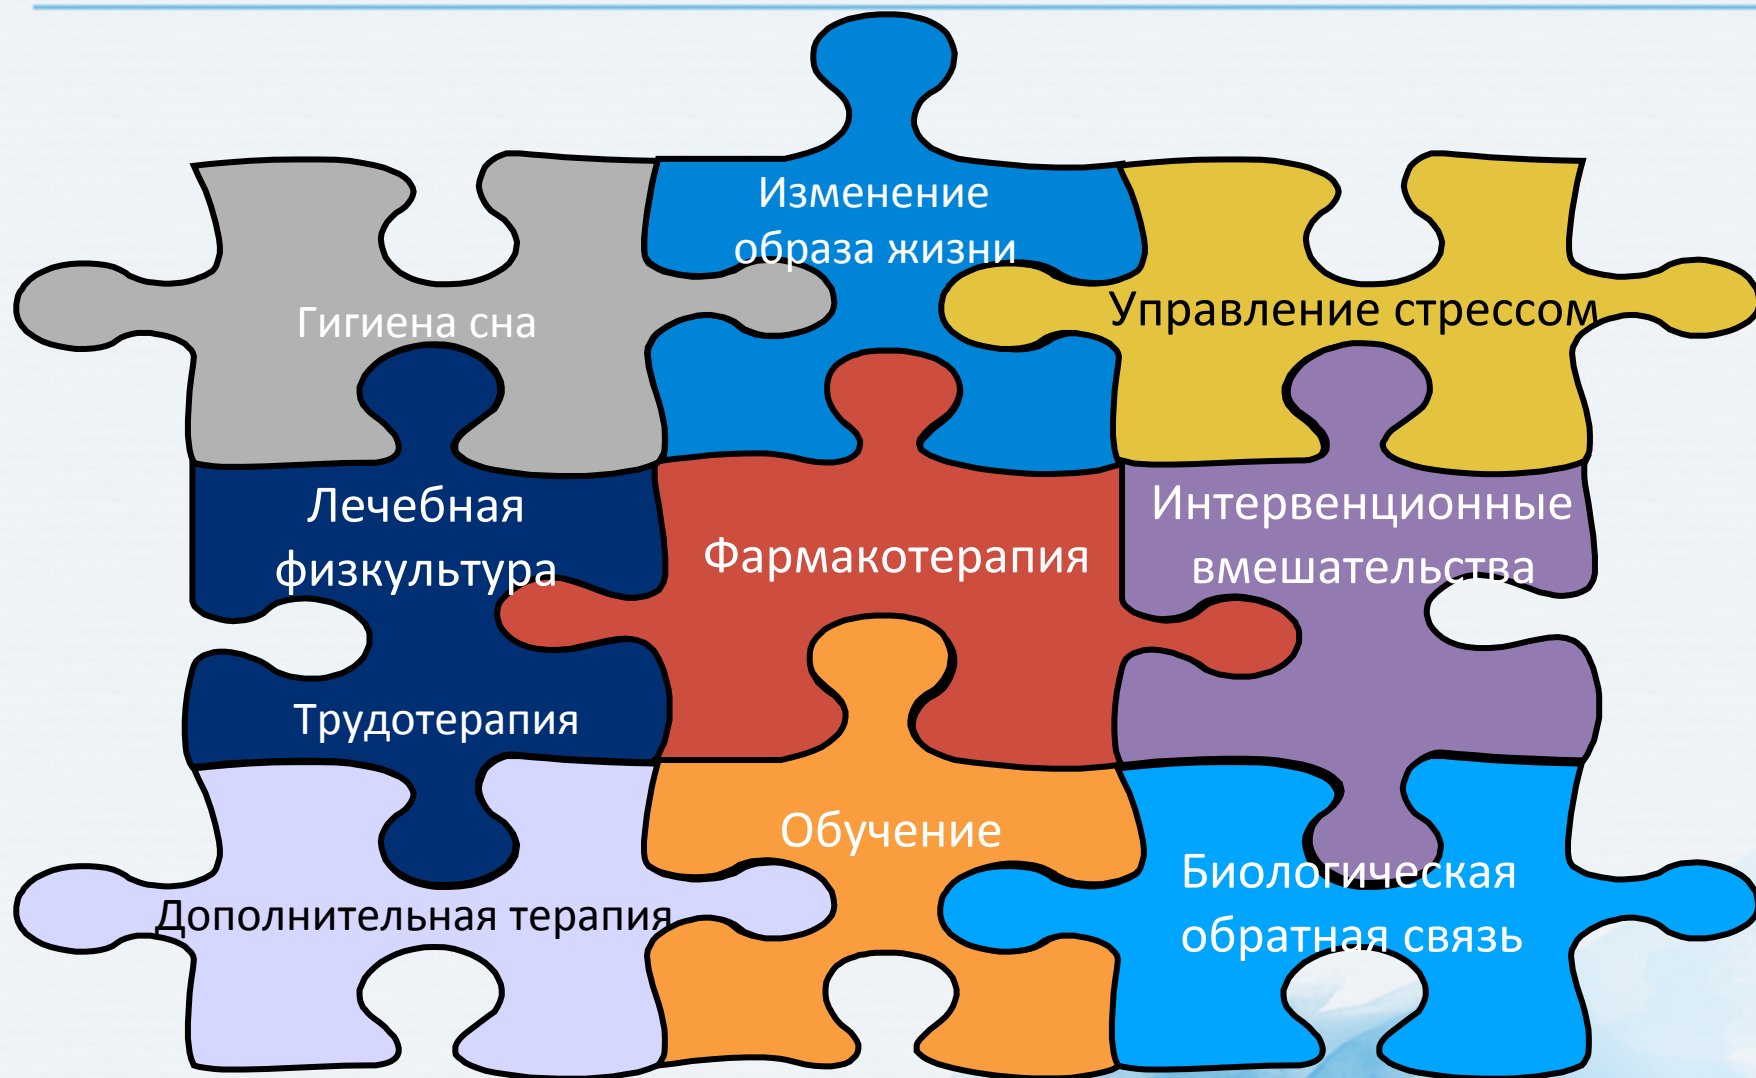 Изменение
образа жизни
Гигиена сна
Управление стрессом
Лечебная
физкультура
Фармакотерапия
Интервенционные
вмешательства
Трудотерапия
Обучение
Дополнительная терапия
Биологическая
обратная связь